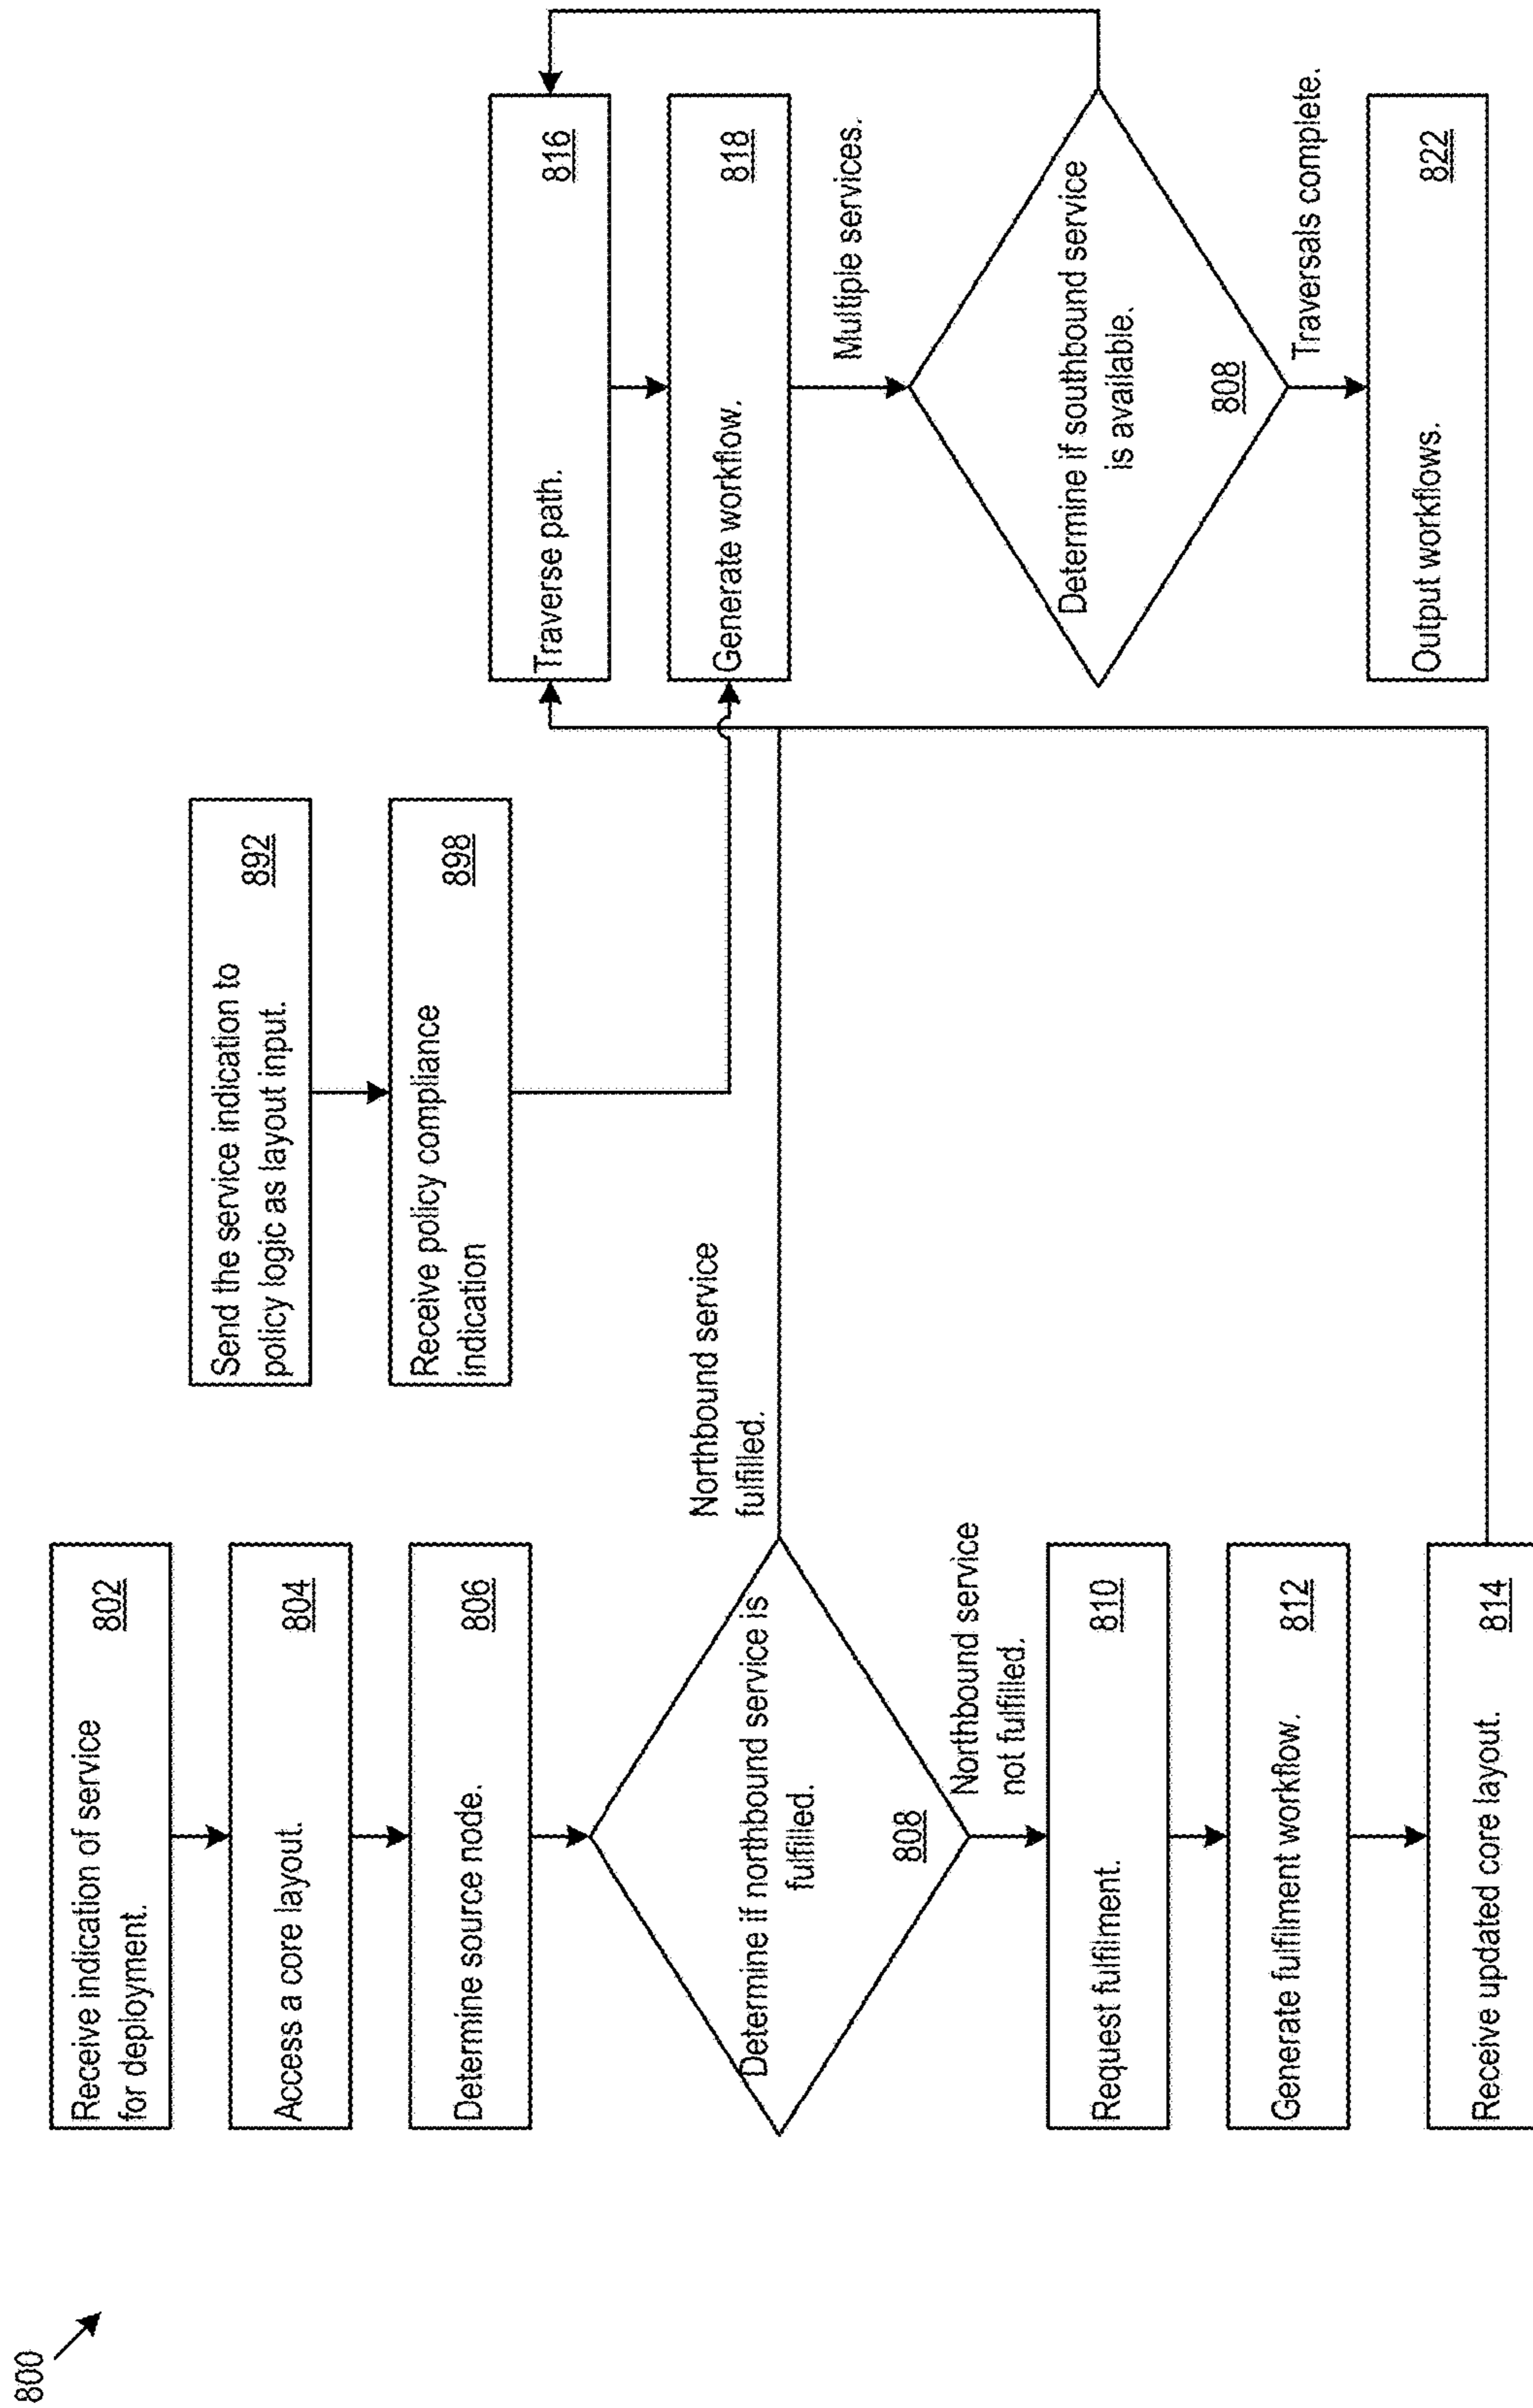 800
Receive indication of service
for deployment.
802
Access a core layout.
804
Determine source node.
806
Determine if northbound service is
fulfilled.
808
Northbound service
fulfilled.
Northbound service
not fulfilled.
Request fulfilment.
810
Generate fulfilment workflow.
812
Receive updated core layout.
814
Send the service indication to
policy logic as layout input.
892
Receive policy compliance
indication
898
Traverse path.
816
Generate workflow.
818
Multiple services.
Determine if southbound service
is available.
808
Traversals complete.
Output workflows.
822